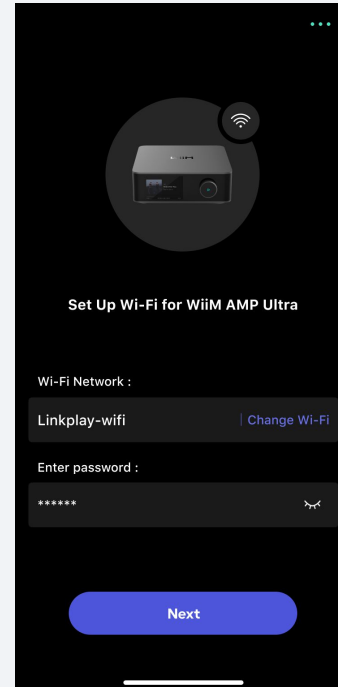 Set Up Wi-Fi for WiiM AMP Ultra
Wi-Fi Network :
Linkplay-wifi | Change Wi-Fi
Enter password :
******
Next